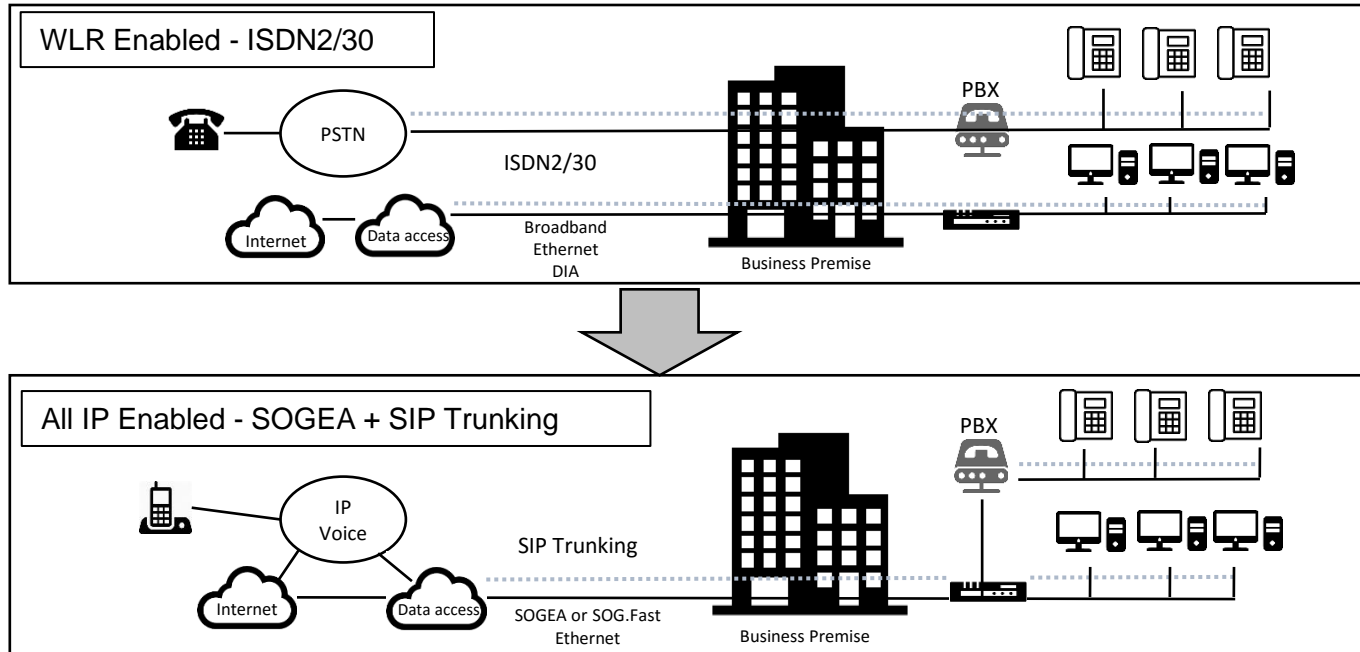 WLR Enabled - ISDN2/30
PBX
PSTN
ISDN2/30
Internet
Data access
Broadband
Ethernet
DIA
Business Premise
All IP Enabled - SOGEA + SIP Trunking
PBX
IP
Voice
SIP Trunking
Internet
Data access
SOGEA or SOG.Fast
Ethernet
Business Premise